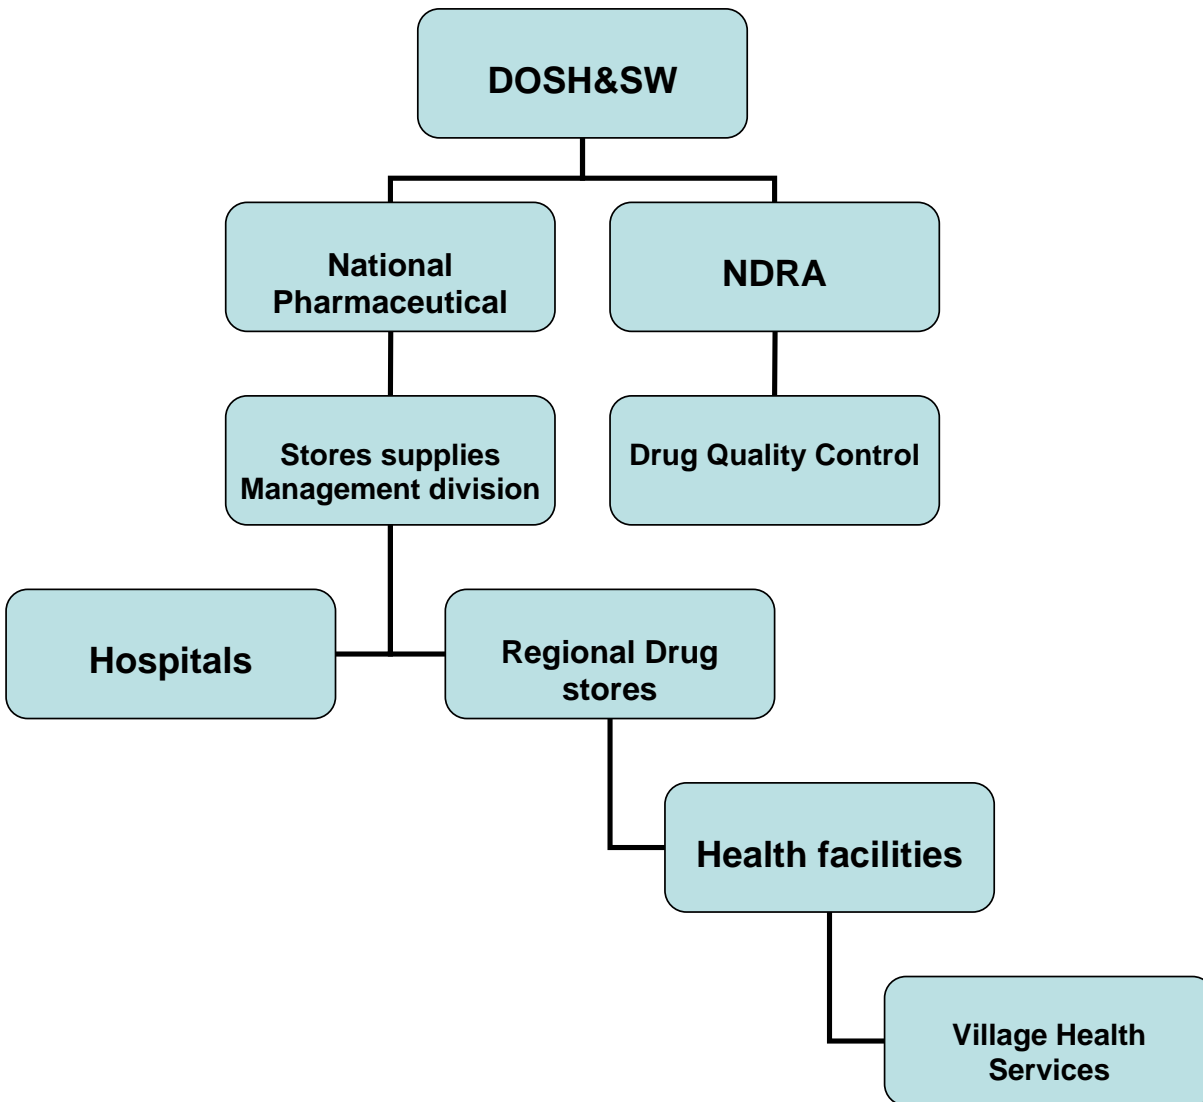 DOSH&SW
National
Pharmaceutical
NDRA
Stores supplies
Management division
Drug Quality Control
Hospitals
Regional Drug
stores
Health facilities
Village Health
Services